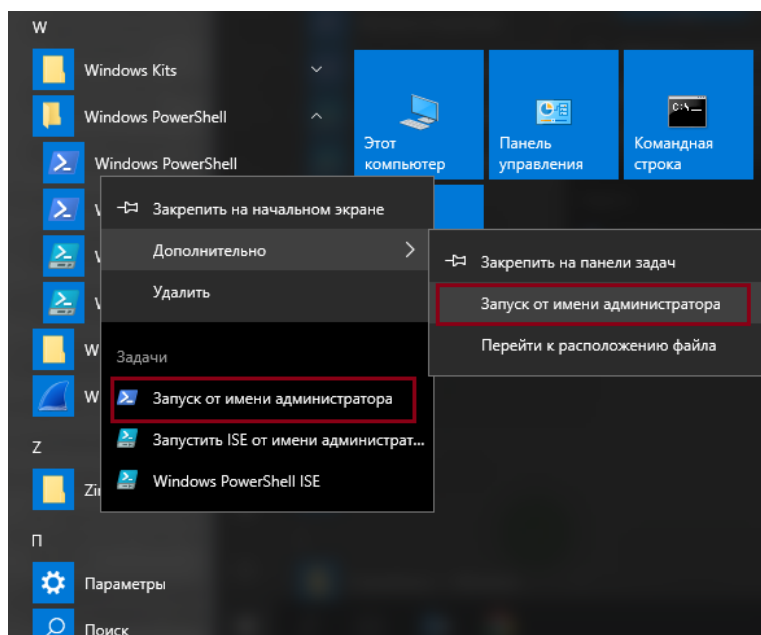 W
Windows Kits
Windows PowerShell
Windows PowerShell
Этот
компьютер
Панель
управления
Командная
строка
C:\
Закрепить на начальном экране
Дополнительно
Удалить
Задачи
Запуск от имени администратора
Запустить ISE от имени администрат...
Windows PowerShell ISE
Закрепить на панели задач
Запуск от имени администратора
Перейти к расположению файла
W
W
Z
П
Параметры
Поиск